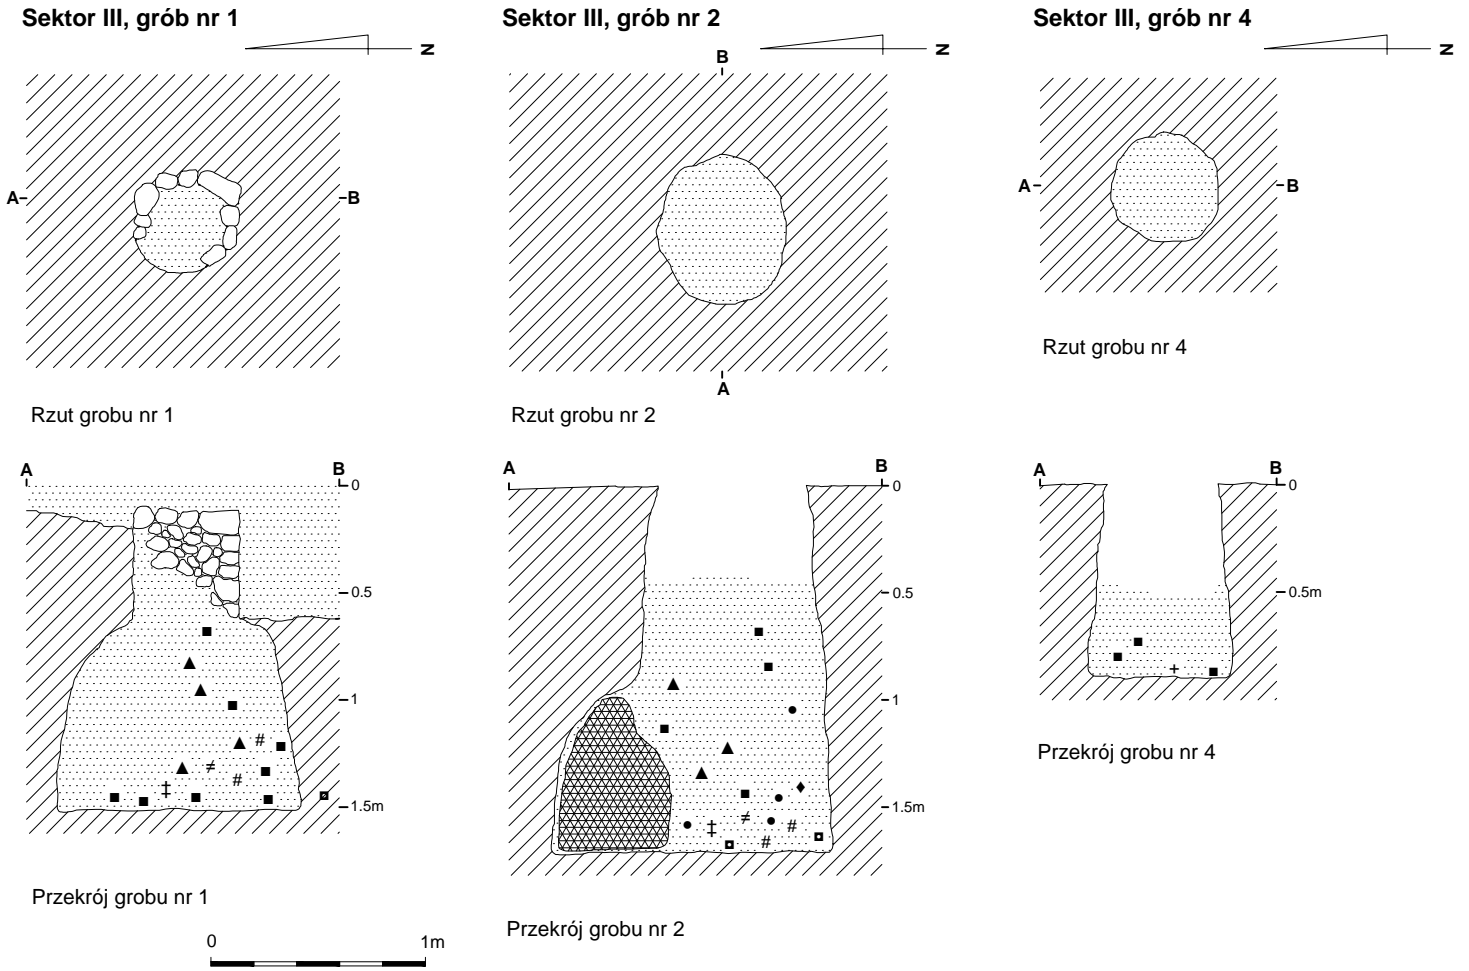 Sektor III, grób nr 1
N
A
B
Rzut grobu nr 1
A
B
0
0.5
1
1.5m
Przekrój grobu nr 1
0
1m
Sektor III, grób nr 2
N
B
A
Rzut grobu nr 2
A
B
0
0.5
1
1.5m
Przekrój grobu nr 2
Sektor III, grób nr 4
N
A
B
Rzut grobu nr 4
A
B
0
0.5m
Przekrój grobu nr 4